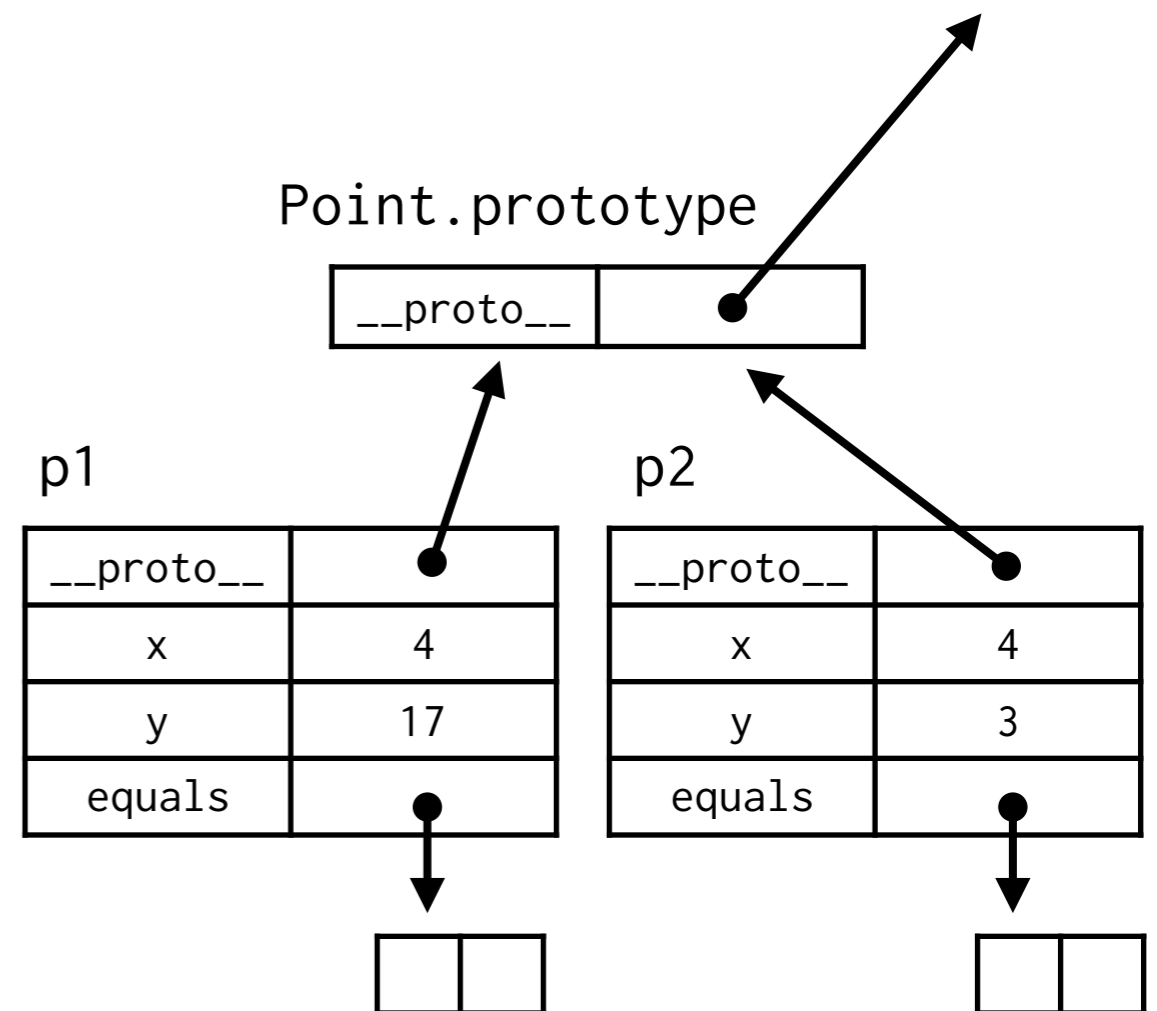 Point.prototype
__proto__
p1
p2
__proto__
x 4
y 17
equals
__proto__
x 4
y 3
equals